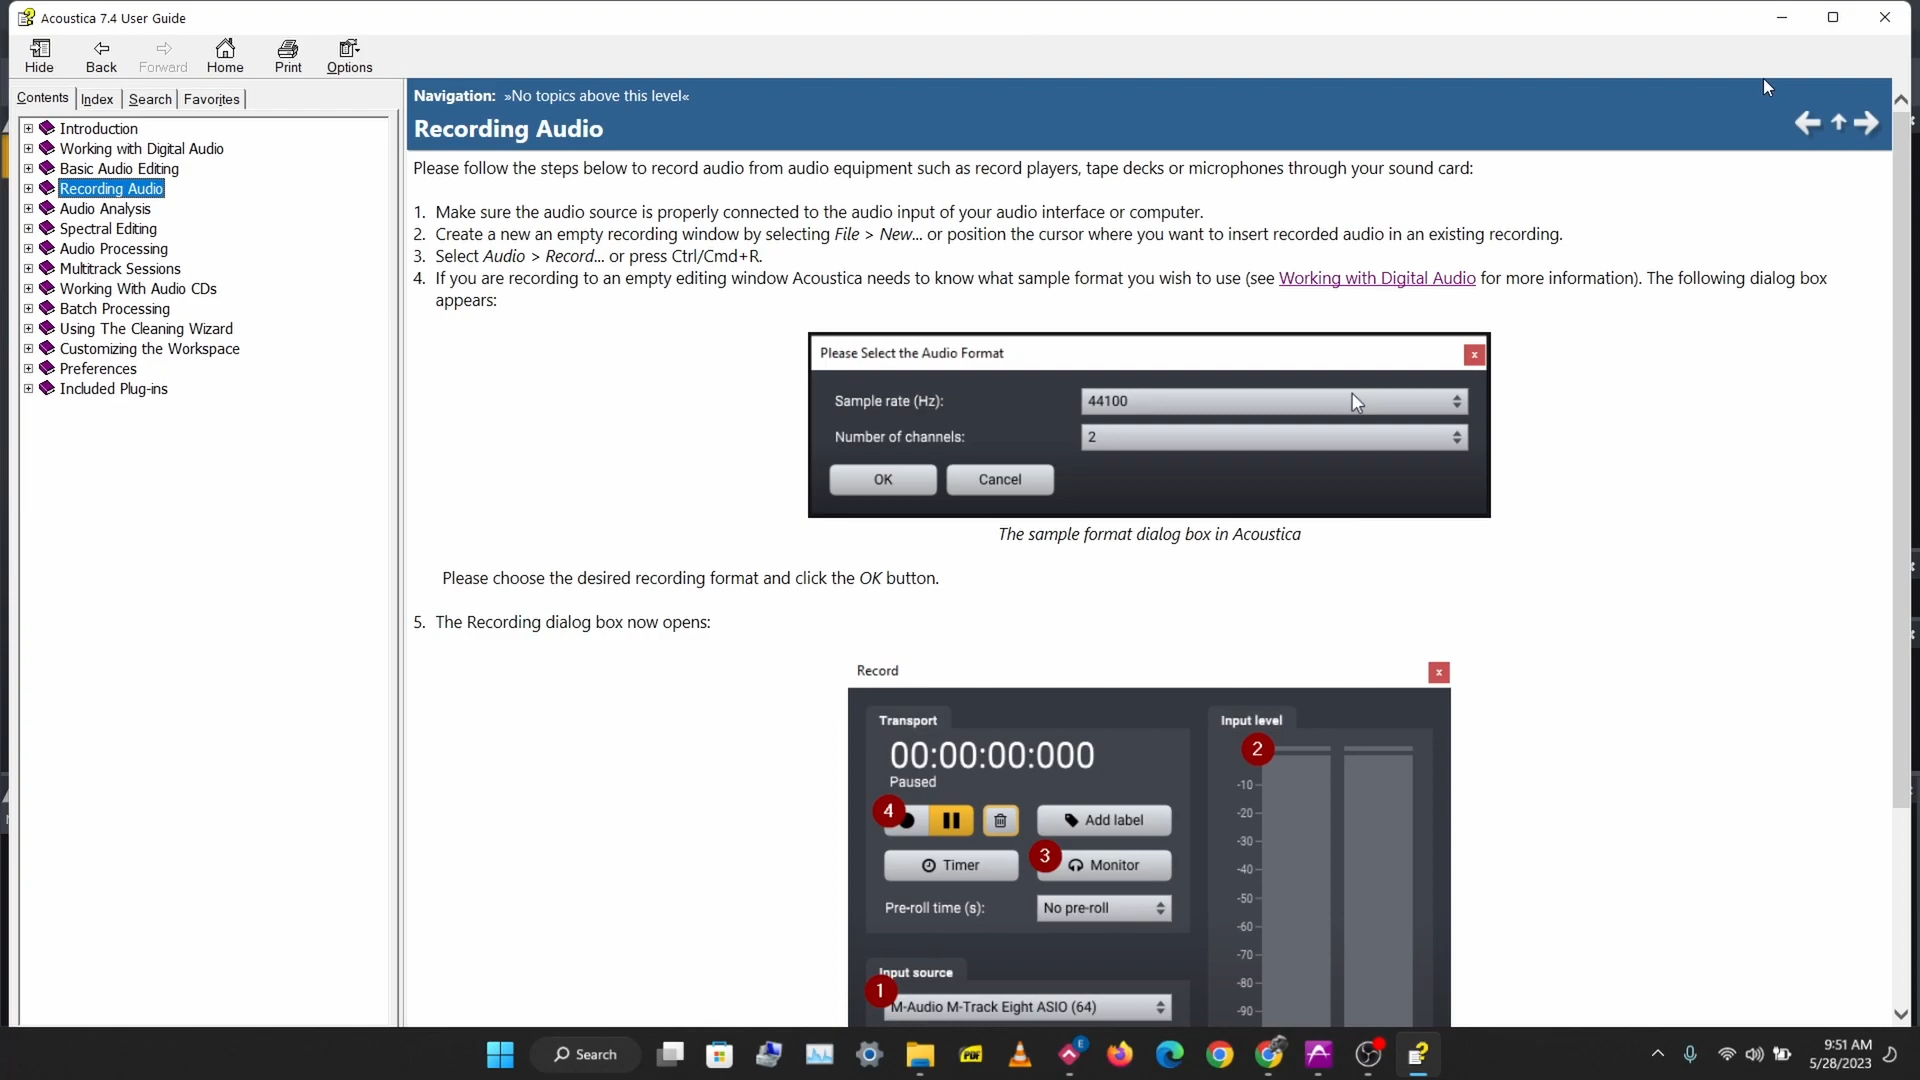 Acoustica 7.4 User Guide
Hide Back Forward Home Print Options
Contents Index Search Favorites
Introduction
Working with Digital Audio
Basic Audio Editing
Recording Audio
Audio Analysis
Spectral Editing
Audio Processing
Multitrack Sessions
Working With Audio CDs
Batch Processing
Using The Cleaning Wizard
Customizing the Workspace
Preferences
Included Plug-ins
Navigation: »No topics above this level«
Recording Audio
Please follow the steps below to record audio from audio equipment such as record players, tape decks or microphones through your sound card:
1. Make sure the audio source is properly connected to the audio input of your audio interface or computer.
2. Create a new an empty recording window by selecting File > New... or position the cursor where you want to insert recorded audio in an existing recording.
3. Select Audio > Record... or press Ctrl/Cmd+R.
4. If you are recording to an empty editing window Acoustica needs to know what sample format you wish to use (see Working with Digital Audio for more information). The following dialog box
appears:
Please Select the Audio Format
x
Sample rate (Hz): 44100
Number of channels: 2
OK Cancel
The sample format dialog box in Acoustica
Please choose the desired recording format and click the OK button.
5. The Recording dialog box now opens:
Record
x
Transport
00:00:00:000
Paused
4
Add label
Timer
3
Monitor
Pre-roll time (s): No pre-roll
Input source
1
M-Audio M-Track Eight ASIO (64)
Input level
2
-10
-20
-30
-40
-50
-60
-70
-80
-90
Search
PDF
E
9:51 AM
5/28/2023